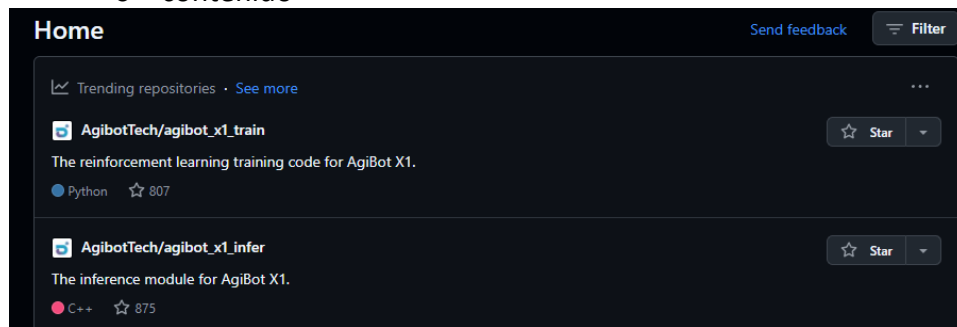 Home
Send feedback
Filter
Trending repositories · See more
...
AgibotTech/agibot_x1_train
Star
The reinforcement learning training code for AgiBot X1.
Python 807
AgibotTech/agibot_x1_infer
Star
The inference module for AgiBot X1.
C++ 875